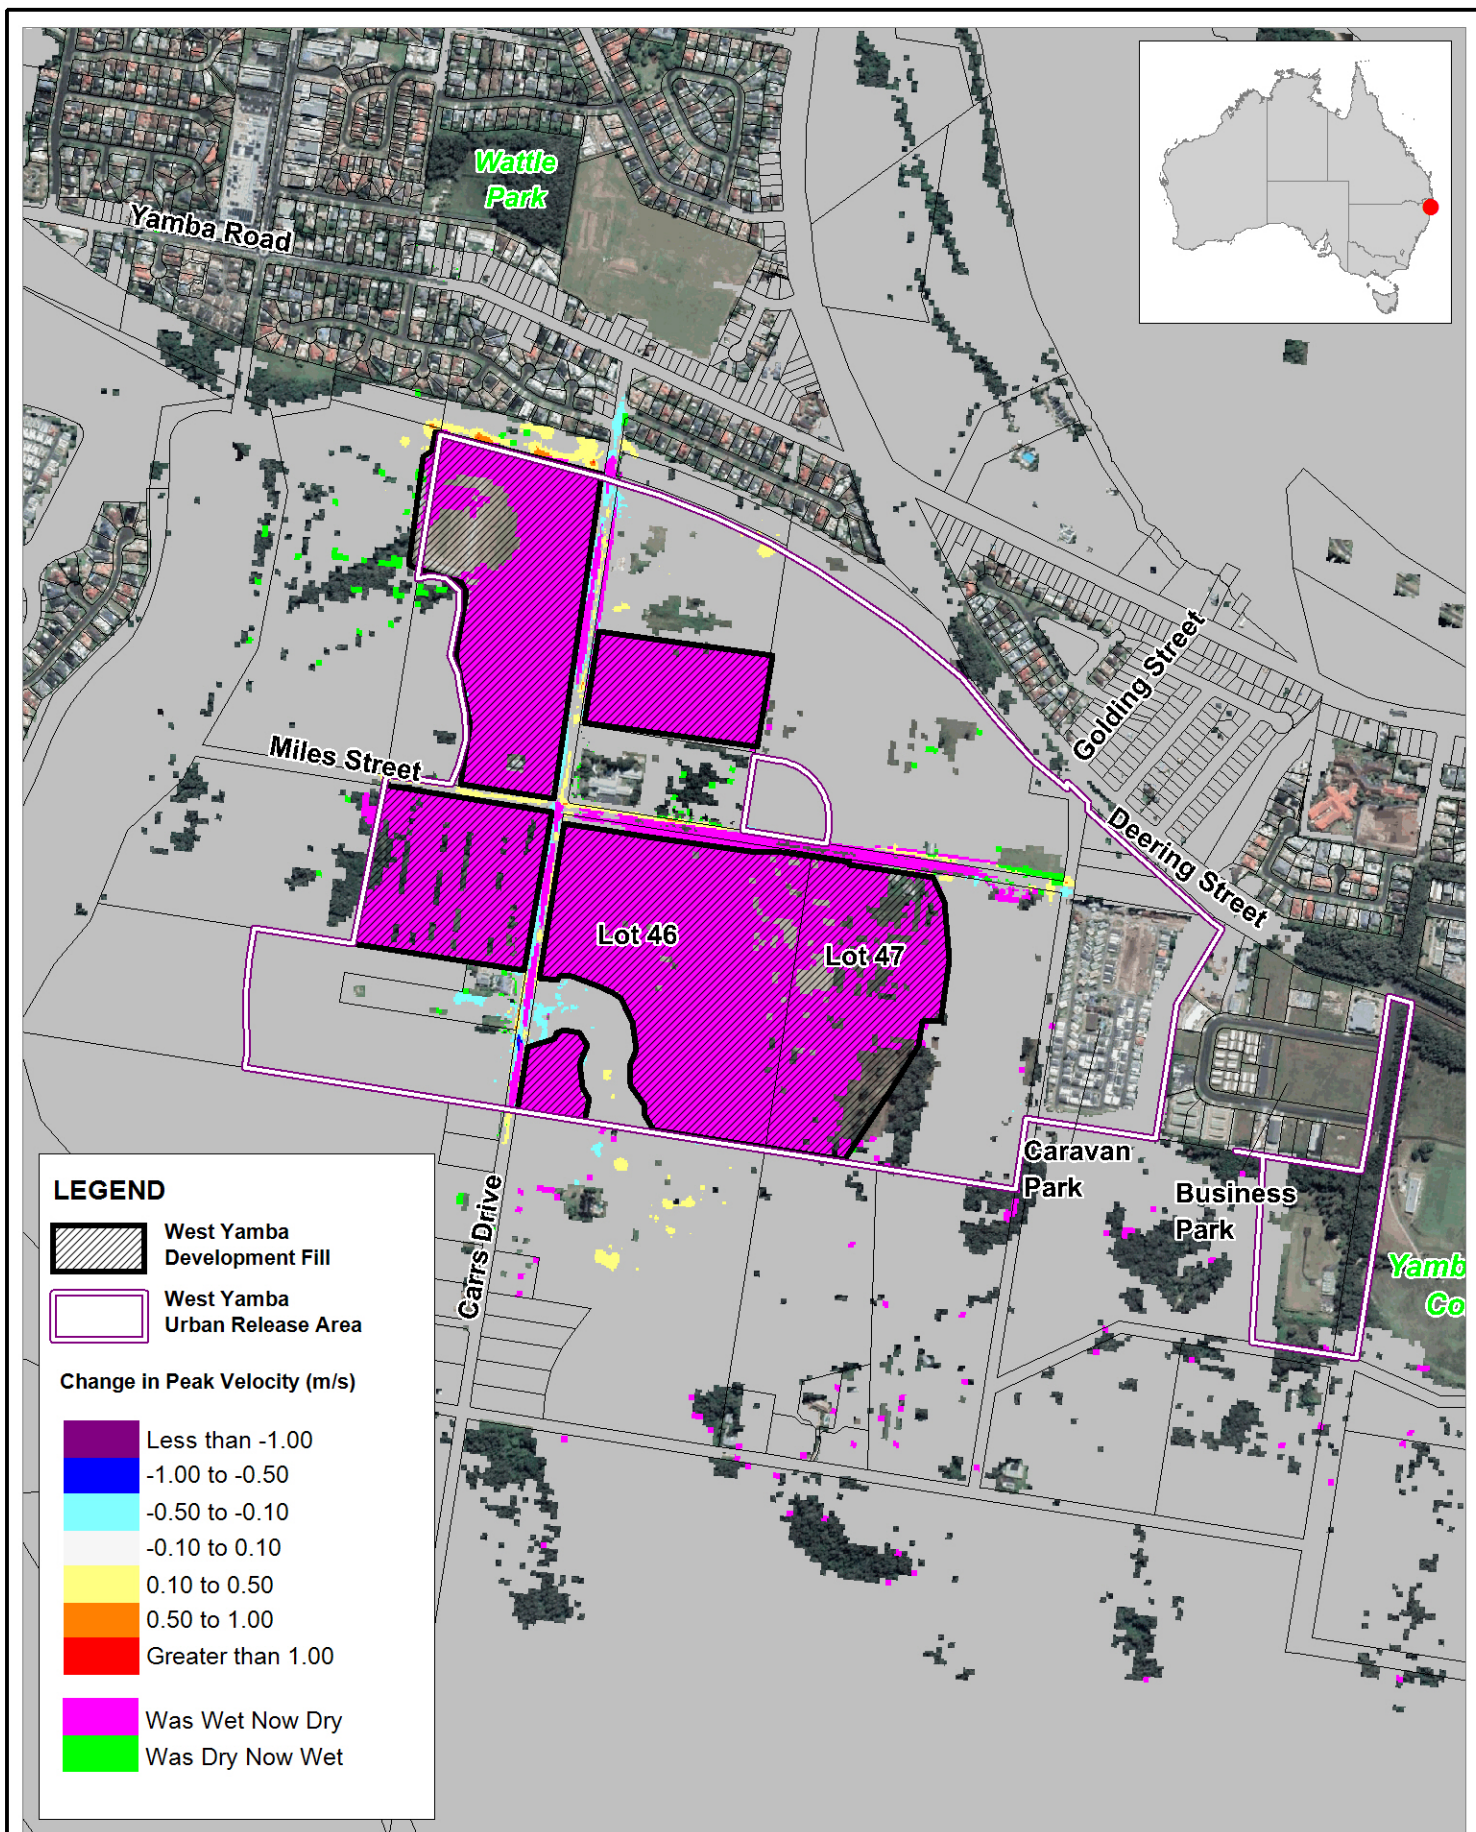 Wattle
Park
Yamba Road
Golding Street
Miles Street
Deering Street
Lot 46
Lot 47
Caravan
Park
Business
Park
Carrs Drive
Yamb
Co
LEGEND
West Yamba
Development Fill
West Yamba
Urban Release Area
Change in Peak Velocity (m/s)
Less than -1.00
-1.00 to -0.50
-0.50 to -0.10
-0.10 to 0.10
0.10 to 0.50
0.50 to 1.00
Greater than 1.00
Was Wet Now Dry
Was Dry Now Wet